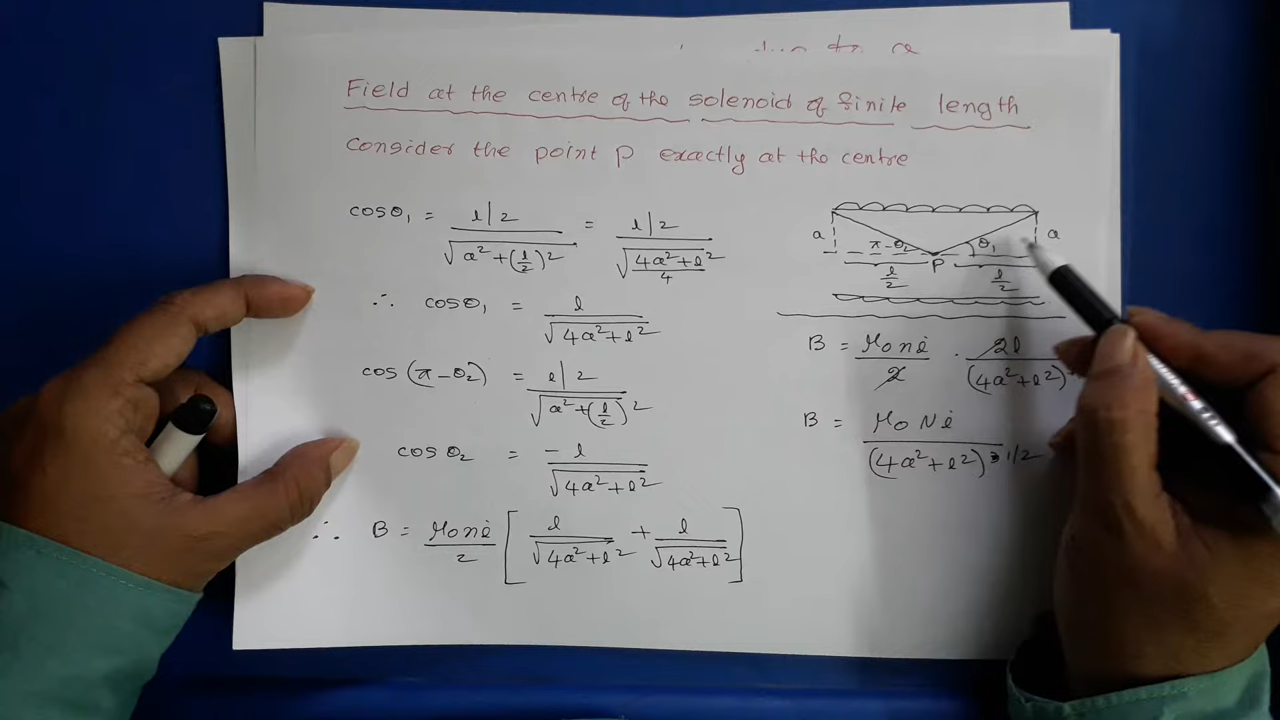 Field at the centre of the solenoid of finite length
Consider the point P exactly at the centre
cosθ₁ = l/2 / √(a² + (l/2)²) = l/2 / √((4a² + l²)/4)
∴ cosθ₁ = l / √(4a² + l²)
cos(π-θ₂) = l/2 / √(a² + (l/2)²)
cosθ₂ = -l / √(4a² + l²)
∴ B = μ₀ni/2 [ l / √(4a² + l²) + l / √(4a² + l²) ]
a π-θ₂ θ₁ a
P
l/2 l/2
B = μ₀ni/2 · 2l / (4a² + l²)
B = μ₀Ni / (4a² + l²)^1/2